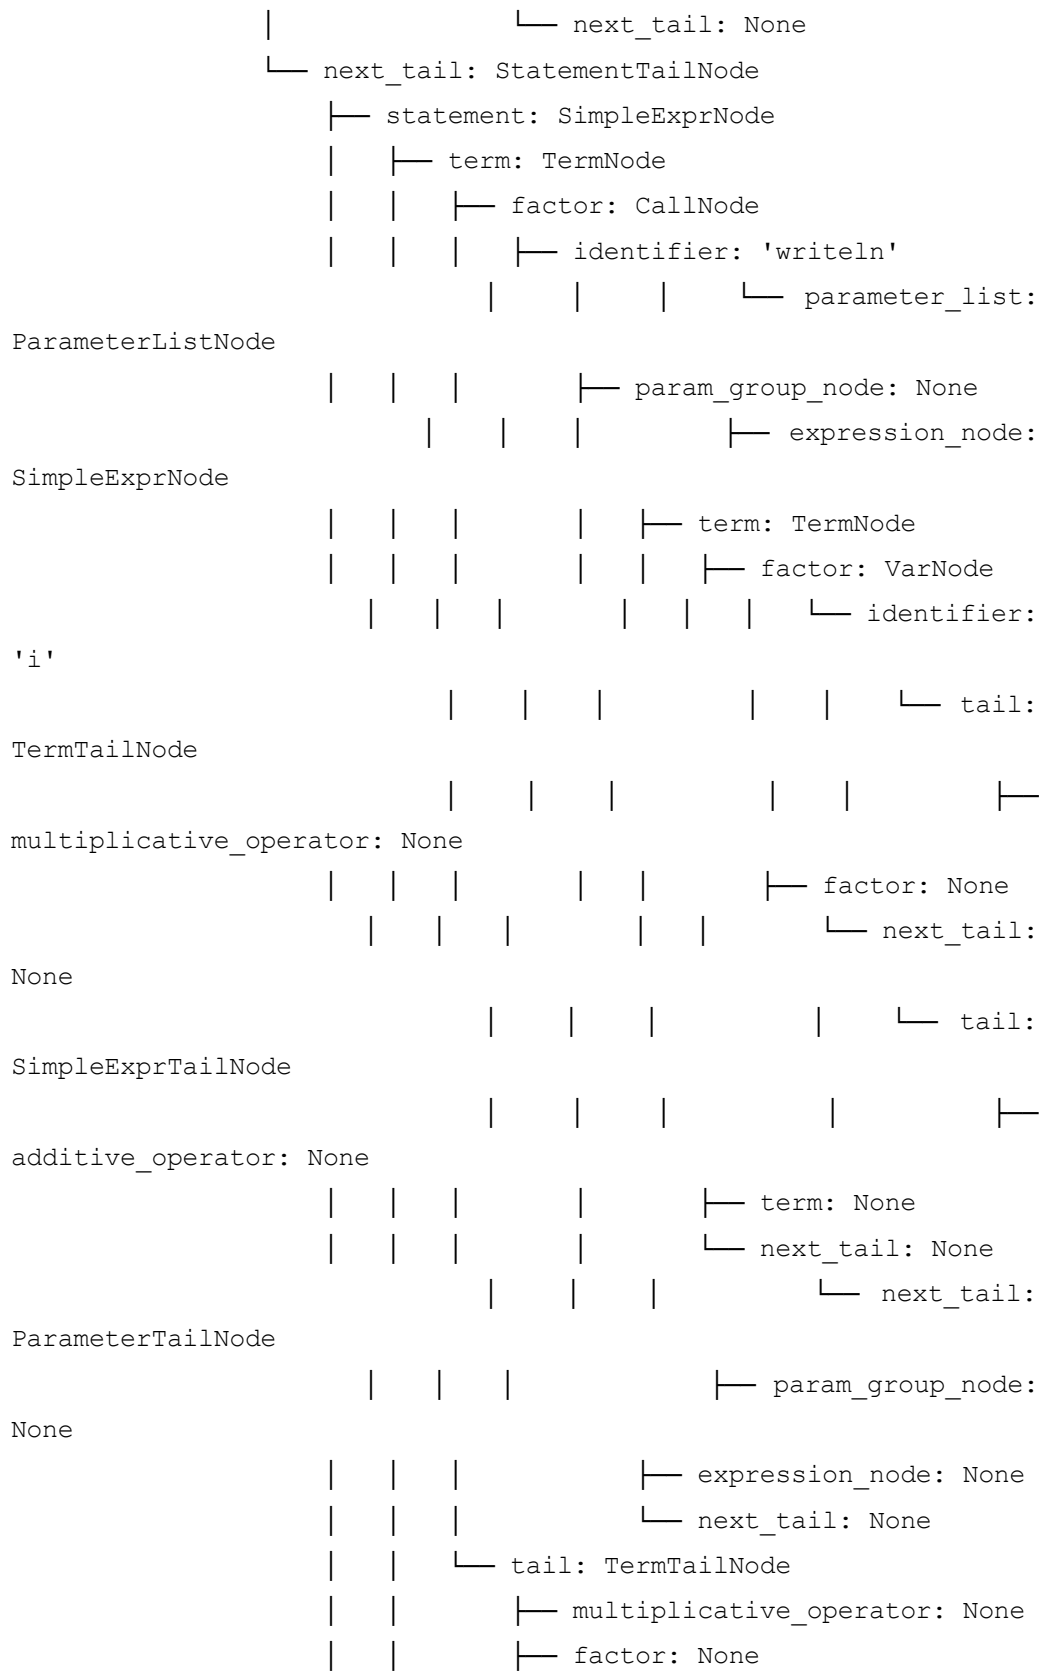 │ └── next_tail: None
└── next_tail: StatementTailNode
├── statement: SimpleExprNode
│ ├── term: TermNode
│ │ ├── factor: CallNode
│ │ │ ├── identifier: 'writeln'
│ │ │ └── parameter_list:
ParameterListNode
│ │ │ ├── param_group_node: None
│ │ │ ├── expression_node:
SimpleExprNode
│ │ │ │ ├── term: TermNode
│ │ │ │ │ ├── factor: VarNode
│ │ │ │ │ │ └── identifier:
'i'
│ │ │ │ │ └── tail:
TermTailNode
│ │ │ │ │ ├──
multiplicative_operator: None
│ │ │ │ │ ├── factor: None
│ │ │ │ │ └── next_tail:
None
│ │ │ │ └── tail:
SimpleExprTailNode
│ │ │ │ ├──
additive_operator: None
│ │ │ │ ├── term: None
│ │ │ │ └── next_tail: None
│ │ │ └── next_tail:
ParameterTailNode
│ │ │ ├── param_group_node:
None
│ │ │ ├── expression_node: None
│ │ │ └── next_tail: None
│ │ └── tail: TermTailNode
│ │ ├── multiplicative_operator: None
│ │ ├── factor: None